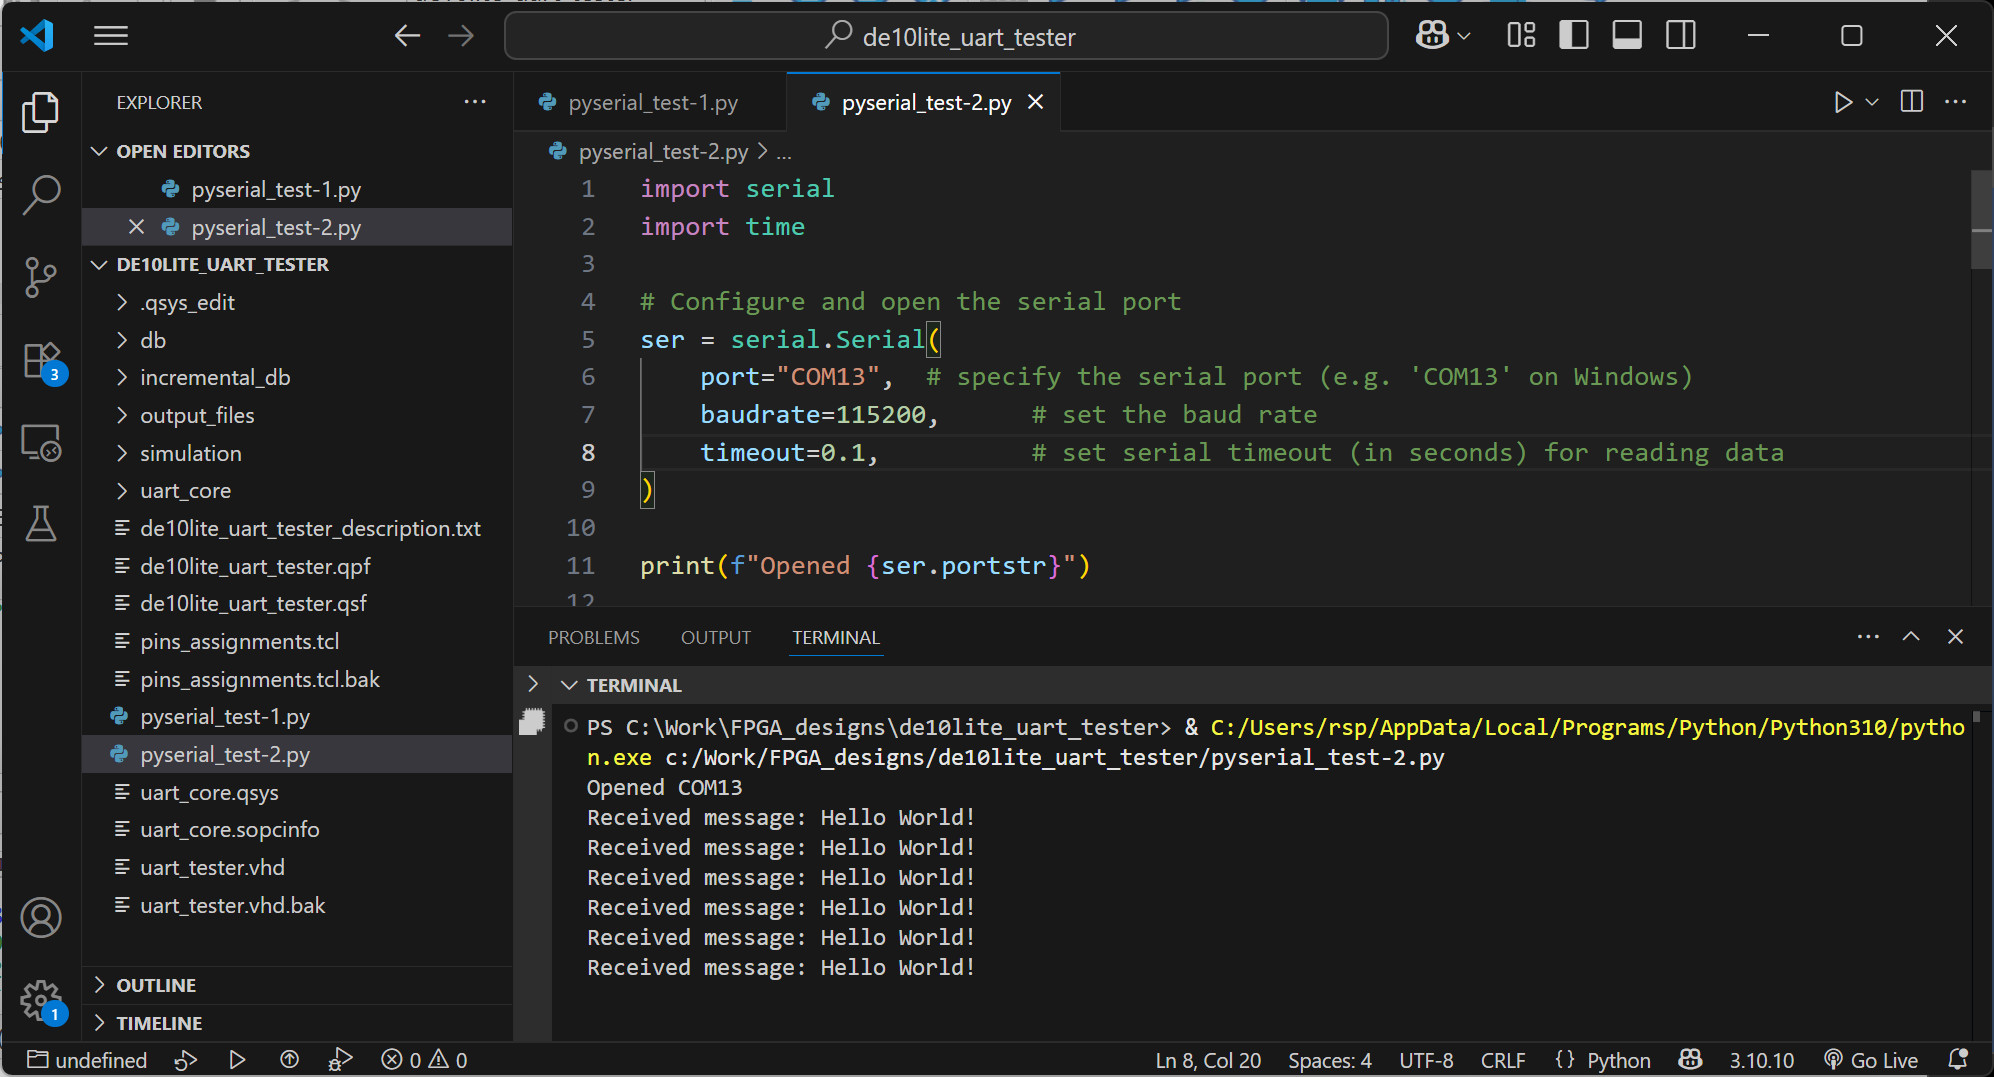 de10lite_uart_tester
EXPLORER
OPEN EDITORS
pyserial_test-1.py
pyserial_test-2.py
DE10LITE_UART_TESTER
.qsys_edit
db
incremental_db
output_files
simulation
uart_core
de10lite_uart_tester_description.txt
de10lite_uart_tester.qpf
de10lite_uart_tester.qsf
pins_assignments.tcl
pins_assignments.tcl.bak
pyserial_test-1.py
pyserial_test-2.py
uart_core.qsys
uart_core.sopcinfo
uart_tester.vhd
uart_tester.vhd.bak
OUTLINE
TIMELINE
3
1
pyserial_test-1.py pyserial_test-2.py
pyserial_test-2.py > ...
1 import serial
2 import time
3
4 # Configure and open the serial port
5 ser = serial.Serial(
6 port="COM13", # specify the serial port (e.g. 'COM13' on Windows)
7 baudrate=115200, # set the baud rate
8 timeout=0.1, # set serial timeout (in seconds) for reading data
9 )
10
11 print(f"Opened {ser.portstr}")
12
PROBLEMS OUTPUT TERMINAL
TERMINAL
PS C:\Work\FPGA_designs\de10lite_uart_tester> & C:/Users/rsp/AppData/Local/Programs/Python/Python310/pytho
n.exe c:/Work/FPGA_designs/de10lite_uart_tester/pyserial_test-2.py
Opened COM13
Received message: Hello World!
Received message: Hello World!
Received message: Hello World!
Received message: Hello World!
Received message: Hello World!
Received message: Hello World!
undefined 0 0 Ln 8, Col 20 Spaces: 4 UTF-8 CRLF {} Python 3.10.10 Go Live